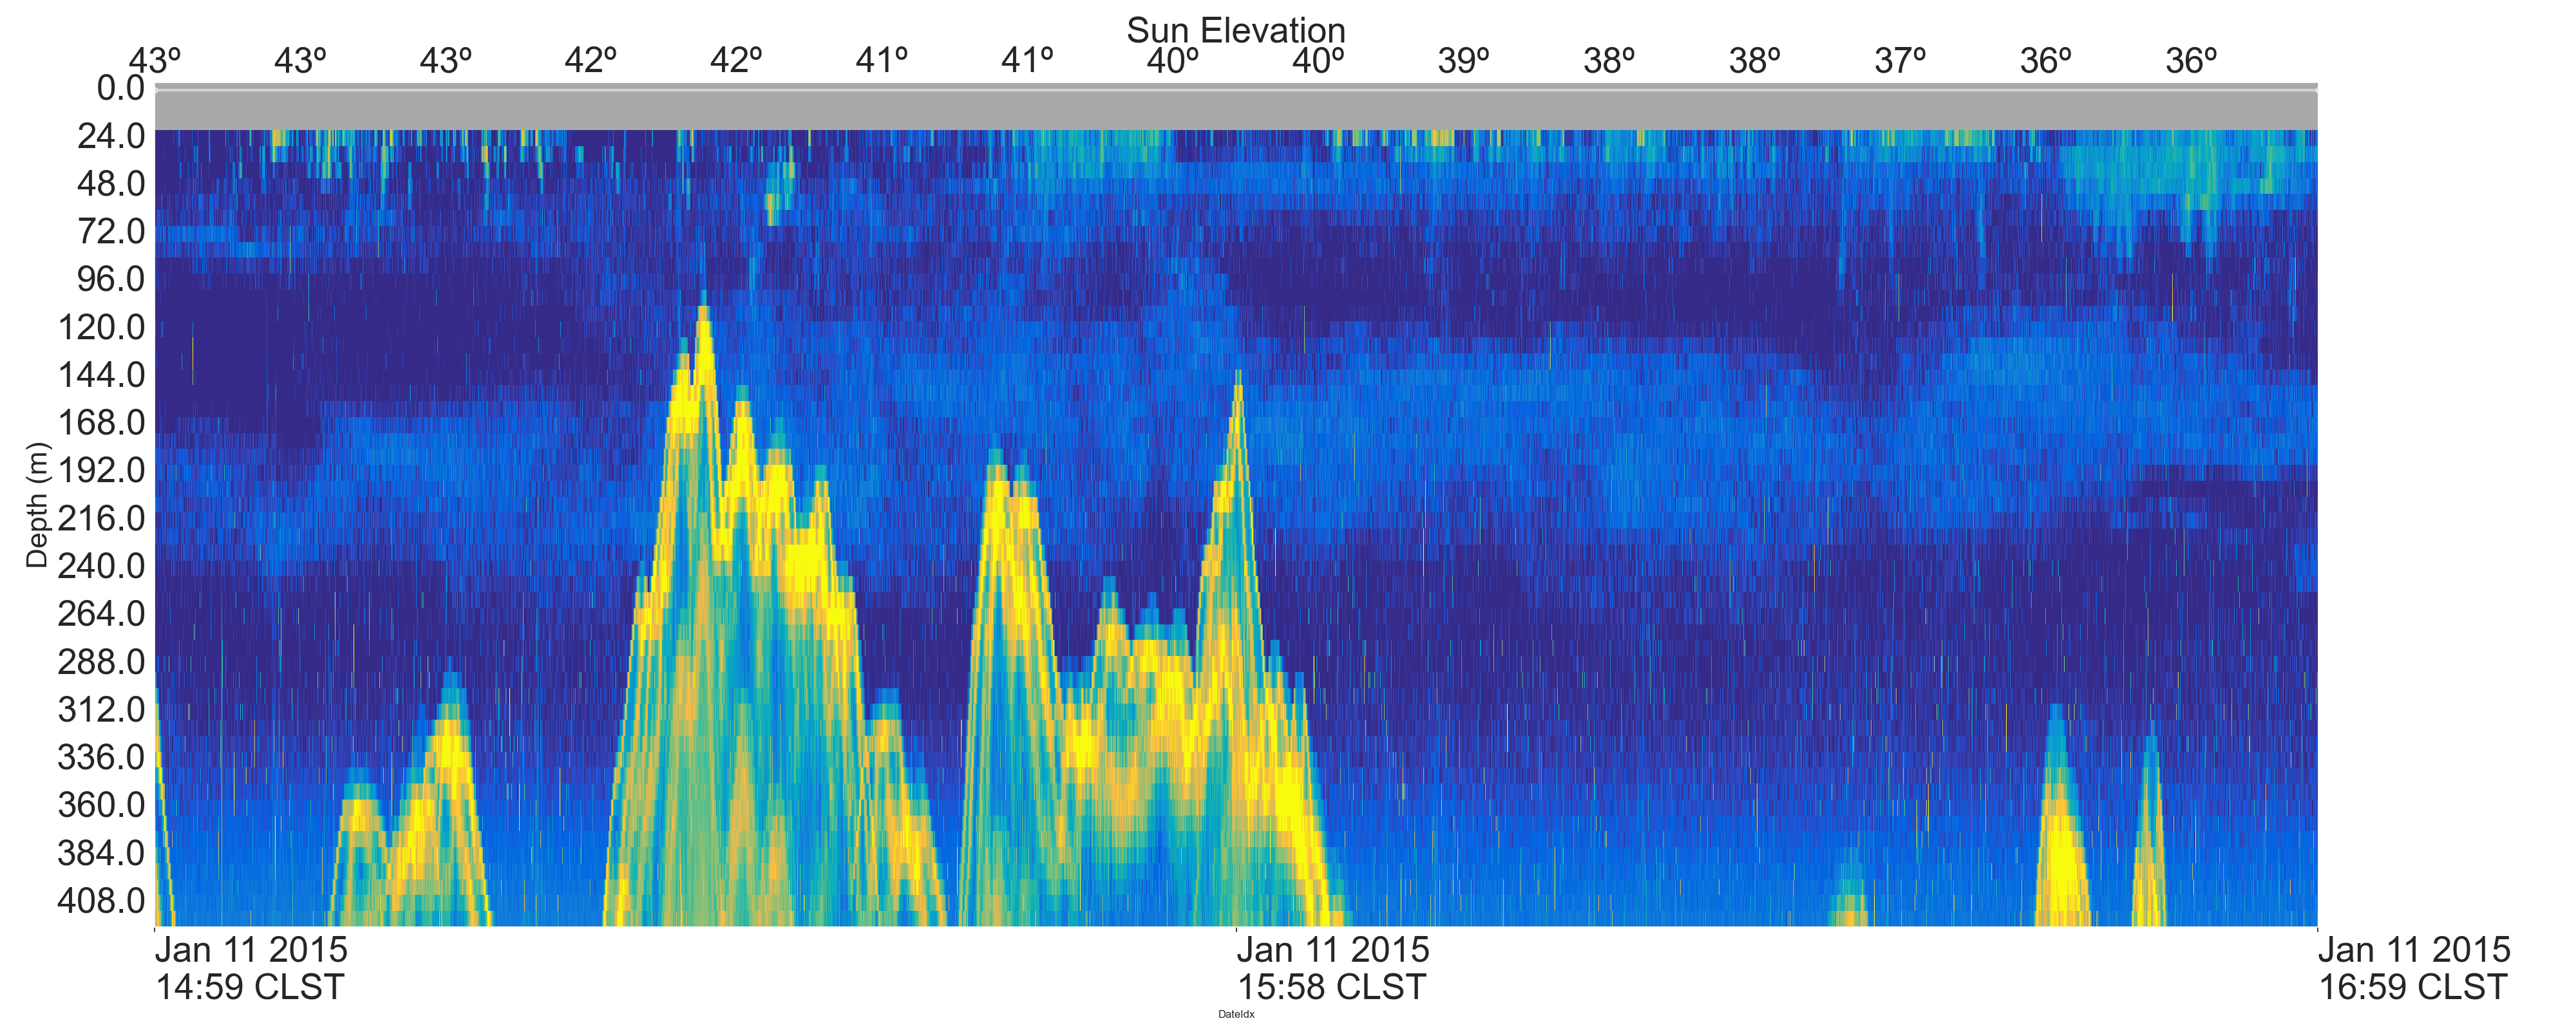 Sun Elevation
43º 43º 43º 42º 42º 41º 41º 40º 40º 39º 38º 38º 37º 36º 36º
0.0
24.0
48.0
72.0
96.0
120.0
144.0
168.0
192.0
216.0
240.0
264.0
288.0
312.0
336.0
360.0
384.0
408.0
Depth (m)
Jan 11 2015
14:59 CLST
Jan 11 2015
15:58 CLST
Jan 11 2015
16:59 CLST
DateIdx